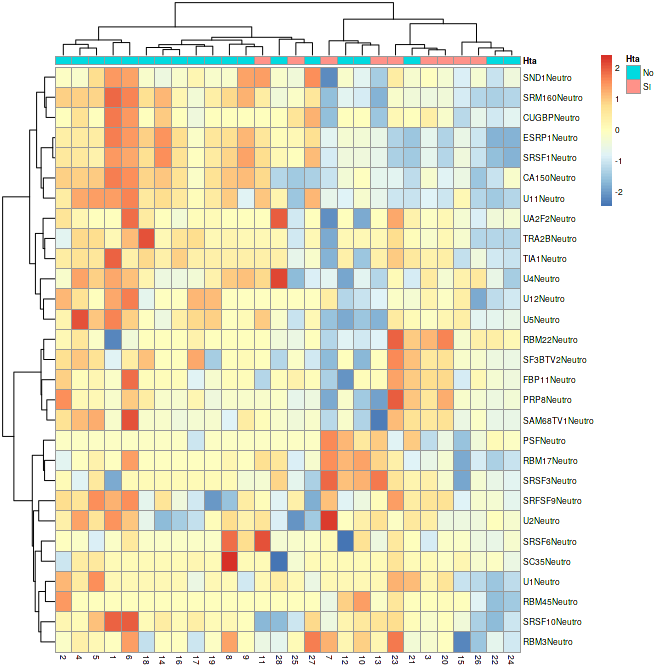 Hta
SND1Neutro
SRM160Neutro
CUGBPNeutro
ESRP1Neutro
SRSF1Neutro
CA150Neutro
U11Neutro
UA2F2Neutro
TRA2BNeutro
TIA1Neutro
U4Neutro
U12Neutro
U5Neutro
RBM22Neutro
SF3BTV2Neutro
FBP11Neutro
PRP8Neutro
SAM68TV1Neutro
PSFNeutro
RBM17Neutro
SRSF3Neutro
SRFSF9Neutro
U2Neutro
SRSF6Neutro
SC35Neutro
U1Neutro
RBM45Neutro
SRSF10Neutro
RBM3Neutro
2 4 5 1 6 18 14 16 17 19 8 9 11 28 25 27 7 12 10 13 23 21 3 20 15 26 22 24
2
1
0
-1
-2
Hta
No
SI